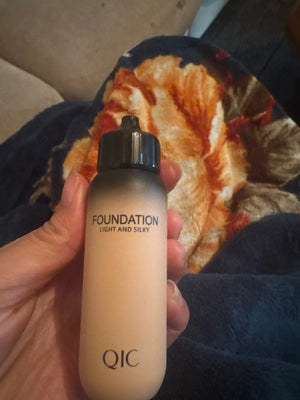 FOUNDATION
LIGHT AND SILKY
QIC